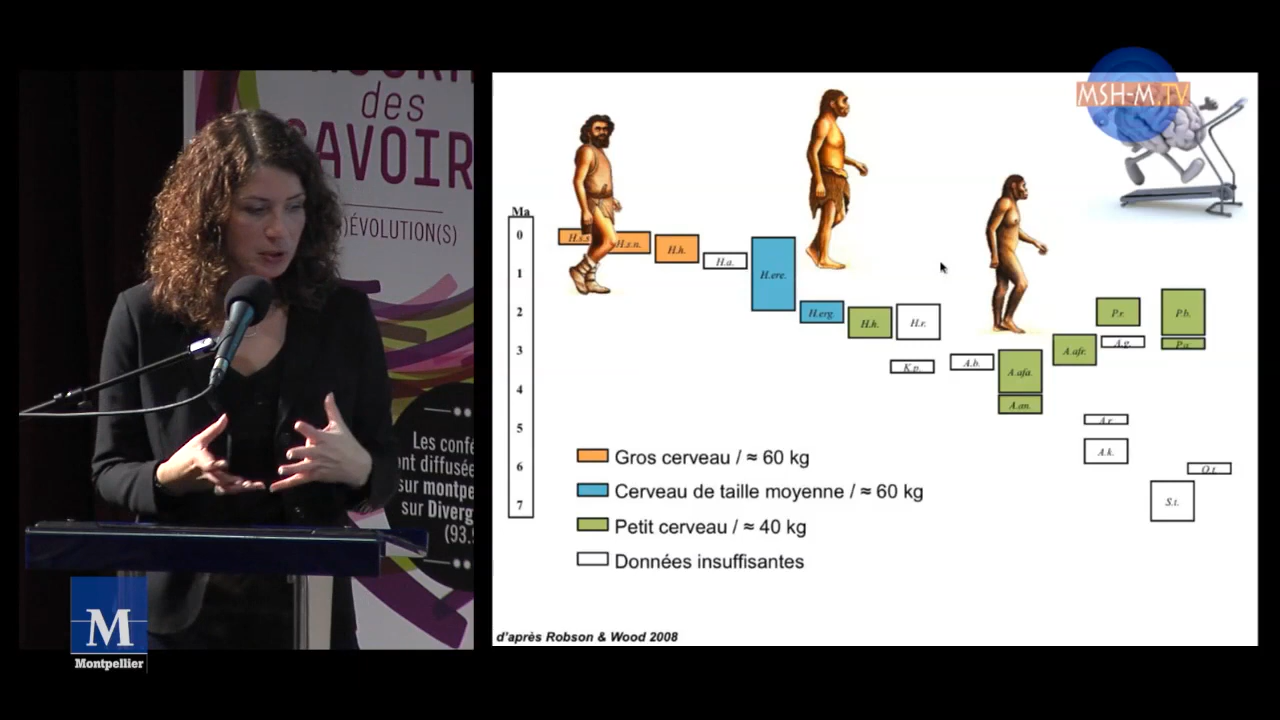 des
SAVOIR
)ÉVOLUTION(S)
Les confé
ont diffusée
sur montpe
sur Diverg
(93.
M
Montpellier
MSH-M.TV
Ma
0
1
2
3
4
5
6
7
H.s.s
H.s.n.
H.h.
H.a.
H.ere.
H.erg.
H.h.
H.r.
K.p.
A.b.
A.afa.
A.an.
A.afr.
P.r.
A.g.
P.b.
P.a.
A.r.
A.k.
O.t.
S.t.
Gros cerveau / ≈ 60 kg
Cerveau de taille moyenne / ≈ 60 kg
Petit cerveau / ≈ 40 kg
Données insuffisantes
d'après Robson & Wood 2008